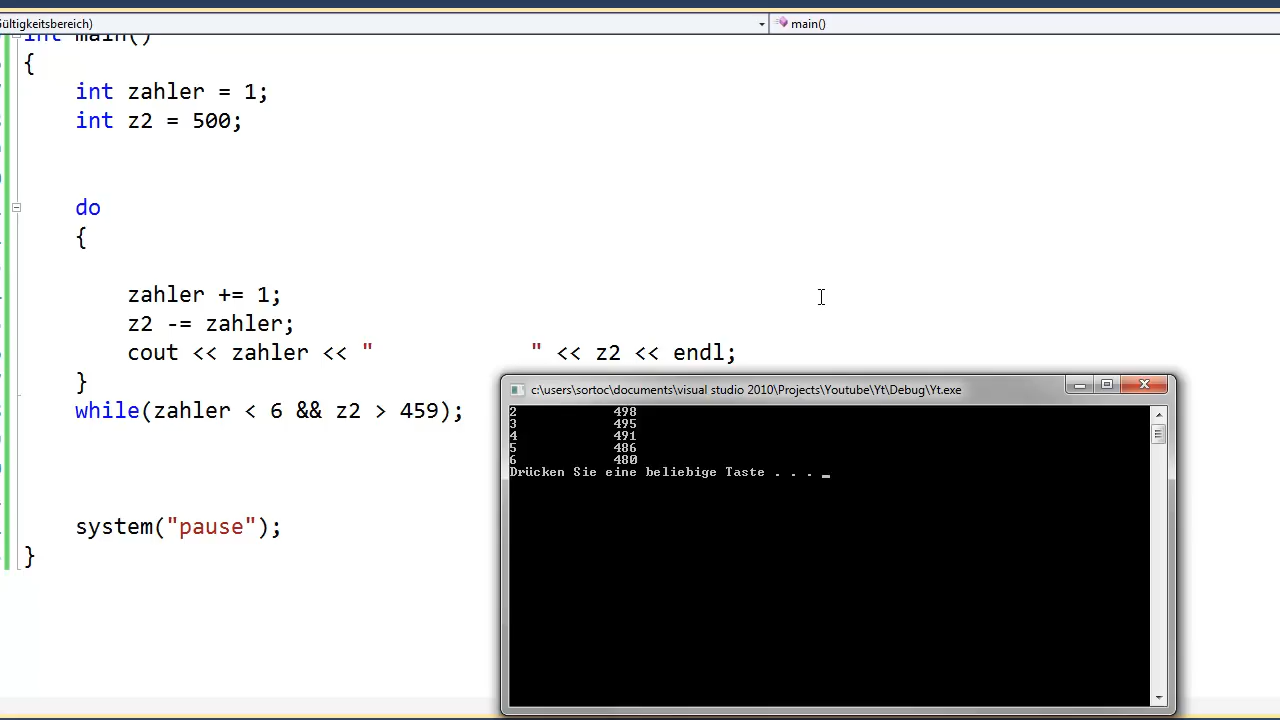 ültigkeitsbereich) main()
int main()
{
int zahler = 1;
int z2 = 500;
do
{
zahler += 1;
z2 -= zahler;
cout << zahler << "             " << z2 << endl;
}
while(zahler < 6 && z2 > 459);
system("pause");
}
c:\users\sortoc\documents\visual studio 2010\Projects\Youtube\Yt\Debug\Yt.exe
2             498
3             495
4             491
5             486
6             480
Drücken Sie eine beliebige Taste . . . _